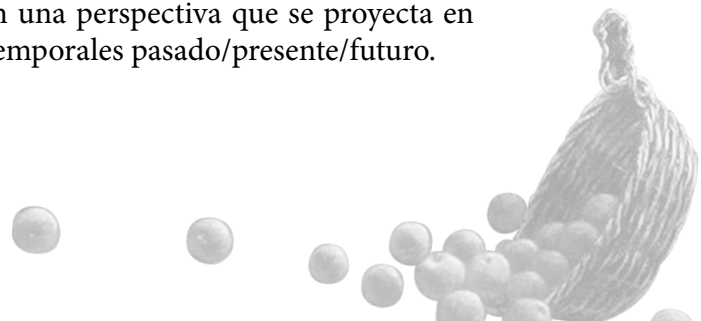 n una perspectiva que se proyecta en
emporales pasado/presente/futuro.